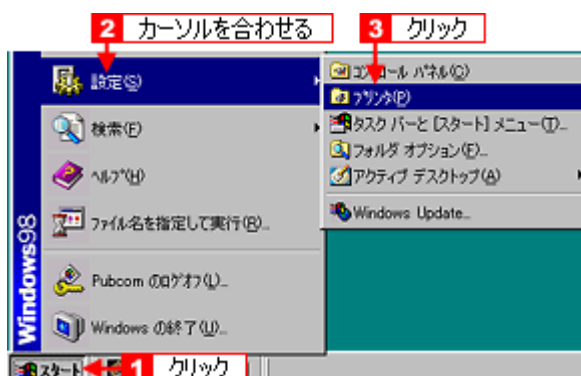 2 カーソルを合わせる
3 クリック
設定(S)
検索(F)
ヘルプ(H)
ファイル名を指定して実行(R)...
Pubcom のログオフ(L)...
Windows の終了(U)...
Windows98
コントロール パネル(C)
プリンタ(P)
タスク バーと [スタート] メニュー(T)...
フォルダ オプション(F)...
アクティブ デスクトップ(A)
Windows Update...
スタート
1 クリック